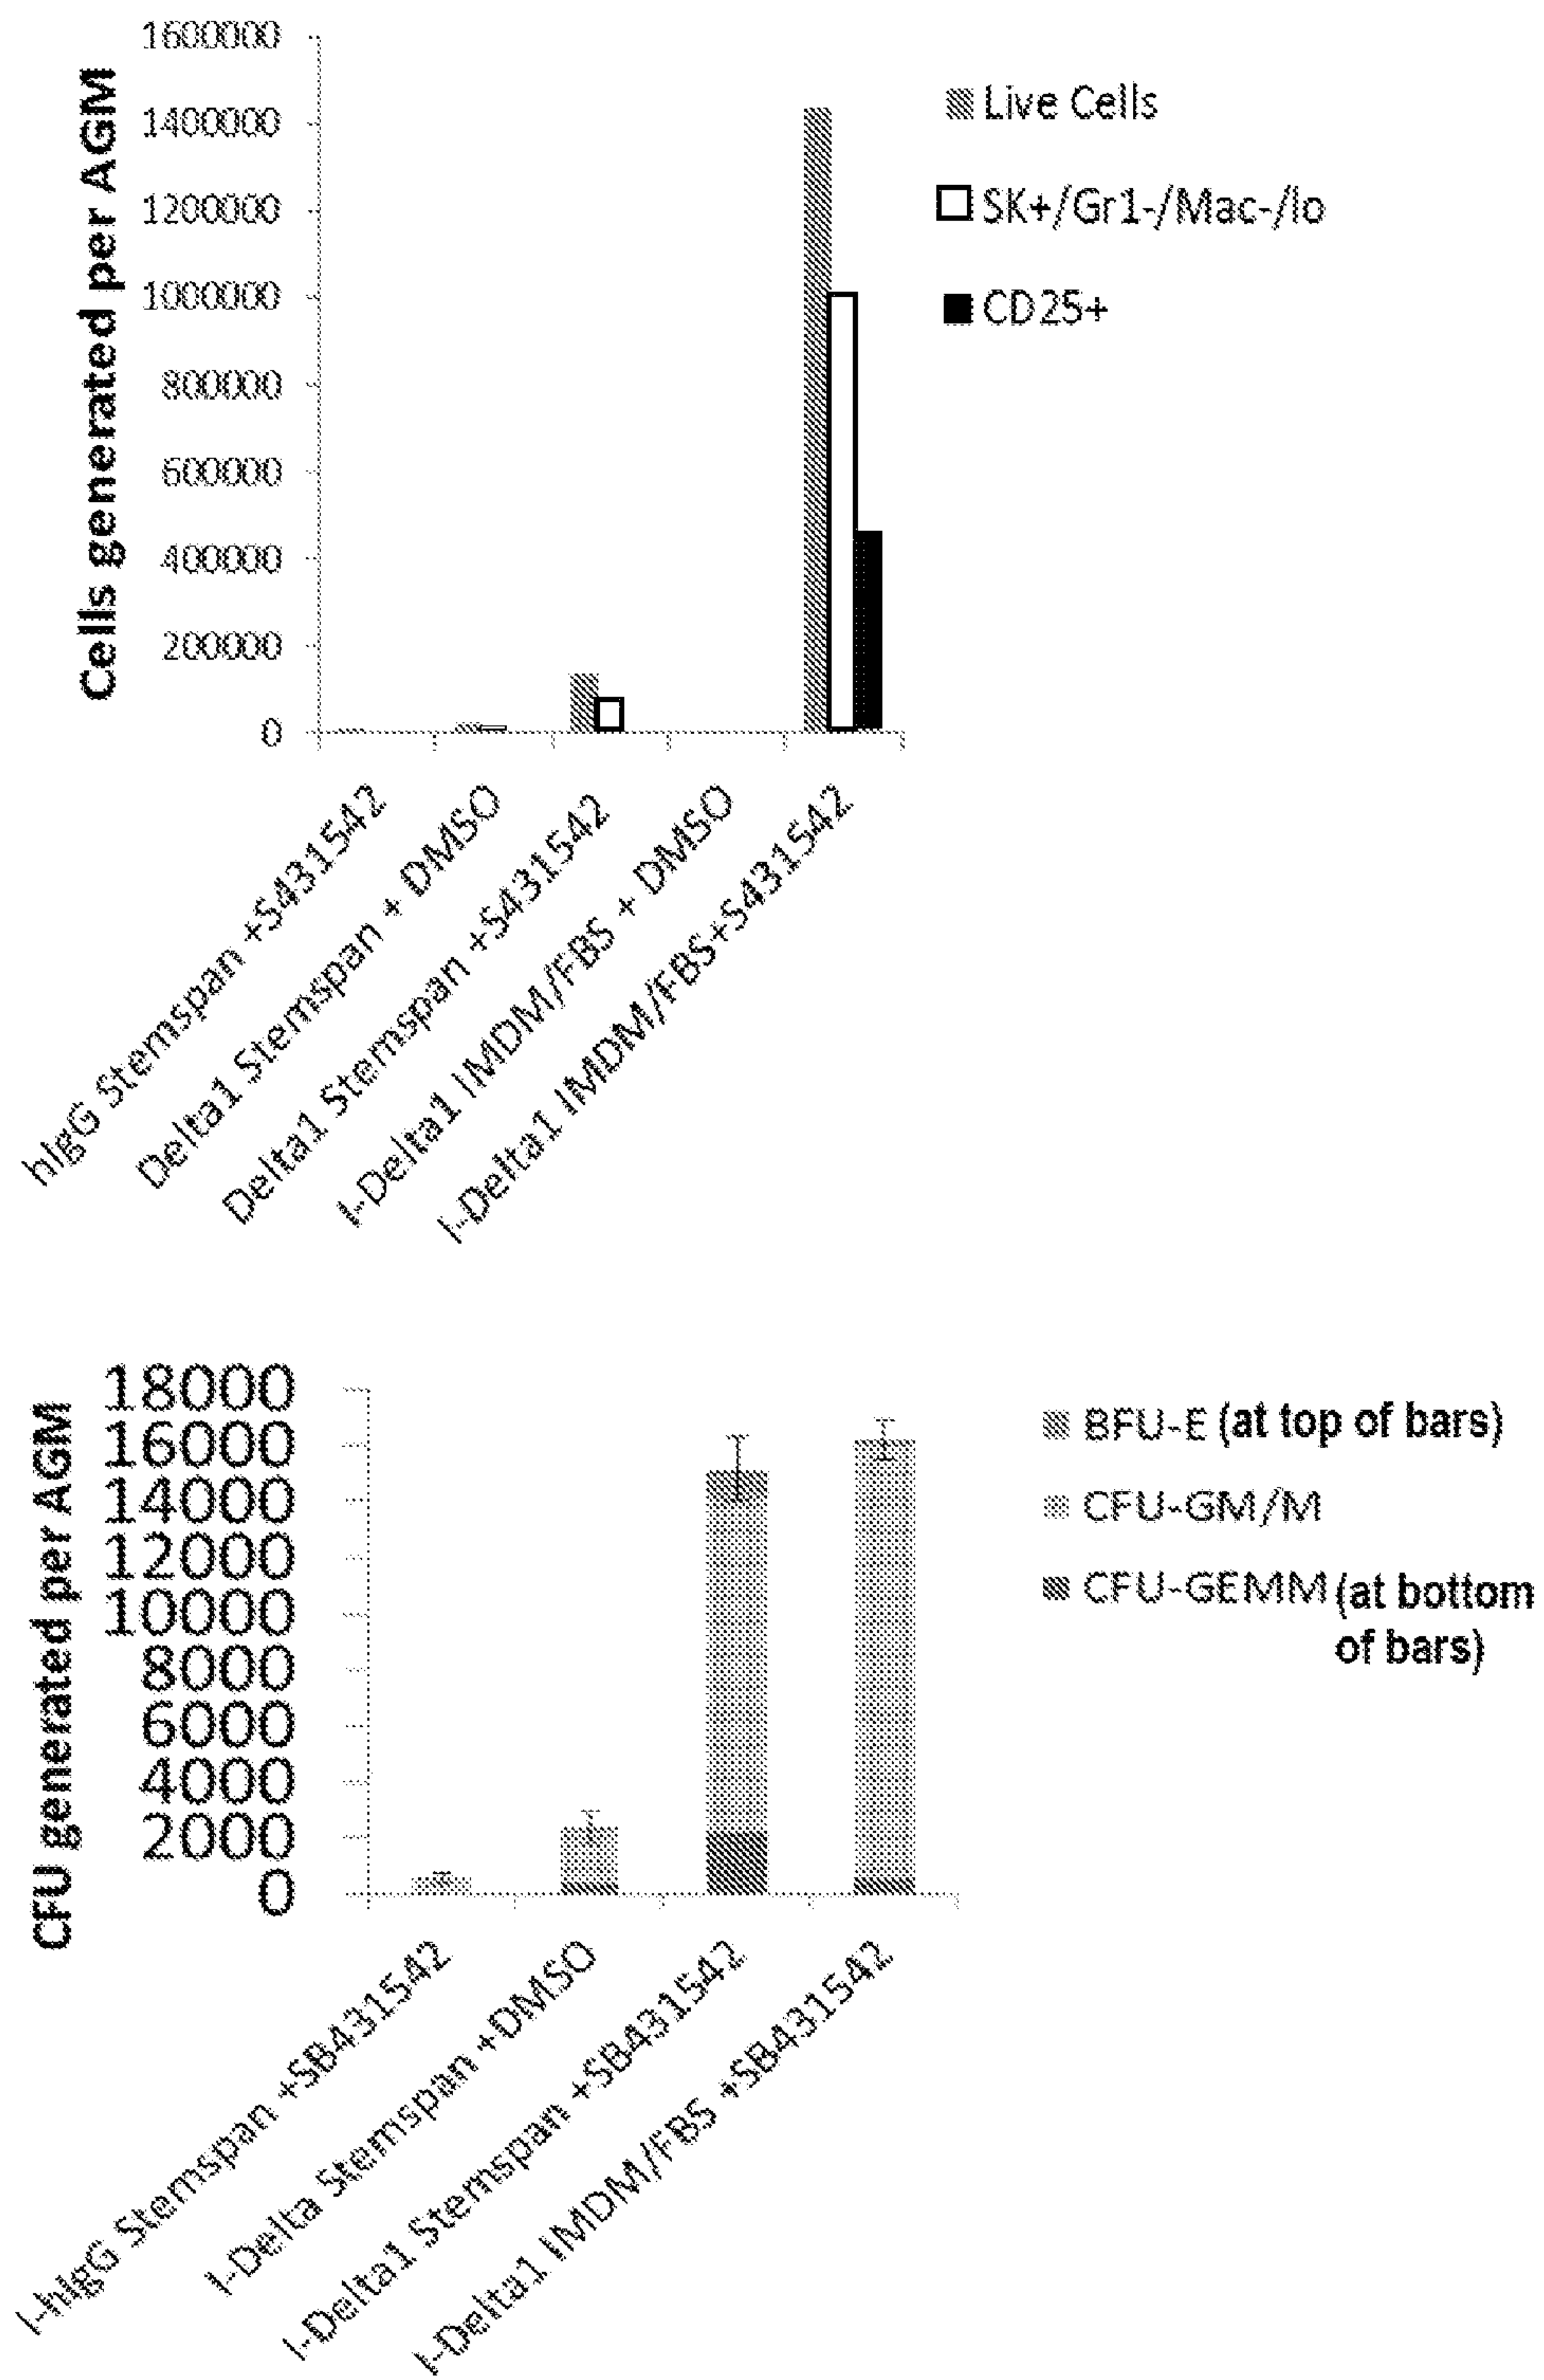 1600000
1400000
1200000
1000000
800000
600000
400000
200000
0
Cells generated per AGM
Live Cells
SK+/Gr1-/Mac-/lo
CD25+
hIgG Stemspan +S431542
Delta1 Stemspan + DMSO
Delta1 Stemspan +S431542
I-Delta1 IMDM/FBS + DMSO
I-Delta1 IMDM/FBS+S431542
18000
16000
14000
12000
10000
8000
6000
4000
2000
0
CFU generated per AGM
BFU-E (at top of bars)
CFU-GM/M
CFU-GEMM (at bottom
of bars)
I-hIgG Stemspan +SB431542
I-Delta Stemspan +DMSO
I-Delta1 Stemspan +SB431542
I-Delta1 IMDM/FBS +SB431542